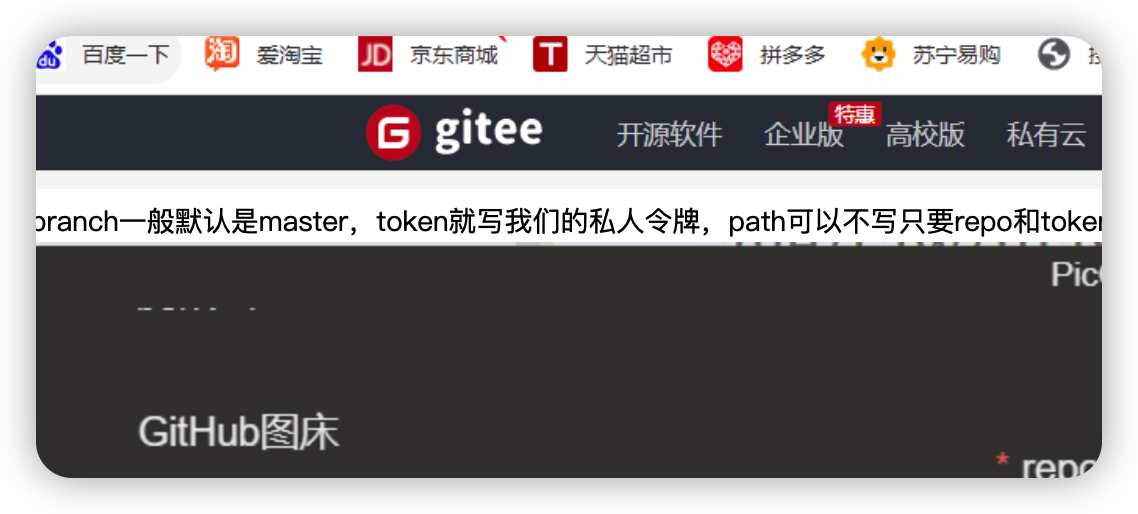 百度一下 爱淘宝 JD 京东商城 T 天猫超市 拼多多 苏宁易购
gitee 开源软件 企业版 特惠 高校版 私有云
branch一般默认是master，token就写我们的私人令牌，path可以不写只要repo和token
GitHub图床
* repo